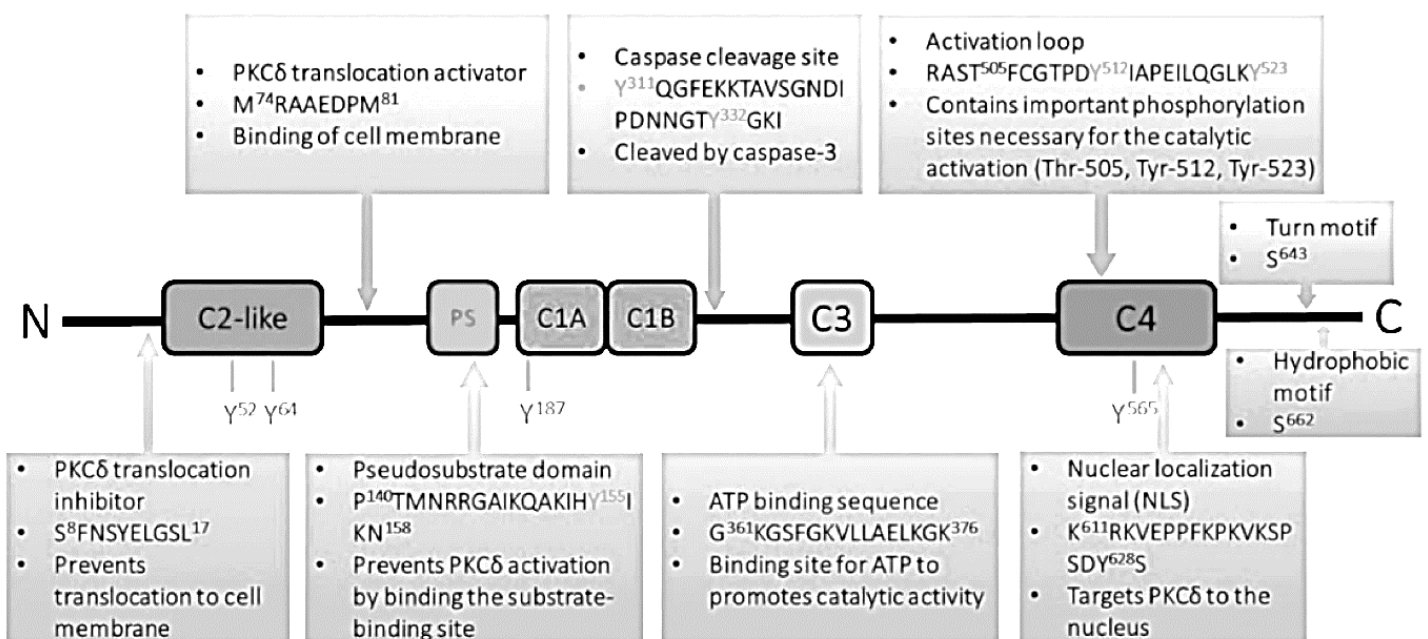 • PKCδ translocation activator
• M⁷⁴RAAEDPM⁸¹
• Binding of cell membrane
• Caspase cleavage site
• Y³¹¹QGFEKKTAVSGNDI
PDNNGTY³³²GKI
• Cleaved by caspase-3
• Activation loop
• RAST⁵⁰⁵FCGTPDY⁵¹²IAPEILQGLKY⁵²³
• Contains important phosphorylation
sites necessary for the catalytic
activation (Thr-505, Tyr-512, Tyr-523)
• Turn motif
• S⁶⁴³
N
C2-like
PS
C1A
C1B
C3
C4
C
Y⁵²
Y⁶⁴
Y¹⁸⁷
Y⁵⁶⁵
• Hydrophobic
motif
• S⁶⁶²
• PKCδ translocation
inhibitor
• S⁸FNSYELGSL¹⁷
• Prevents
translocation to cell
membrane
• Pseudosubstrate domain
• P¹⁴⁰TMNRRGAIKQAKIHY¹⁵⁵I
KN¹⁵⁸
• Prevents PKCδ activation
by binding the substrate-
binding site
• ATP binding sequence
• G³⁶¹KGSFGKVLLAELKGK³⁷⁶
• Binding site for ATP to
promotes catalytic activity
• Nuclear localization
signal (NLS)
• K⁶¹¹RKVEPPFKPKVKSP
SDY⁶²⁸S
• Targets PKCδ to the
nucleus